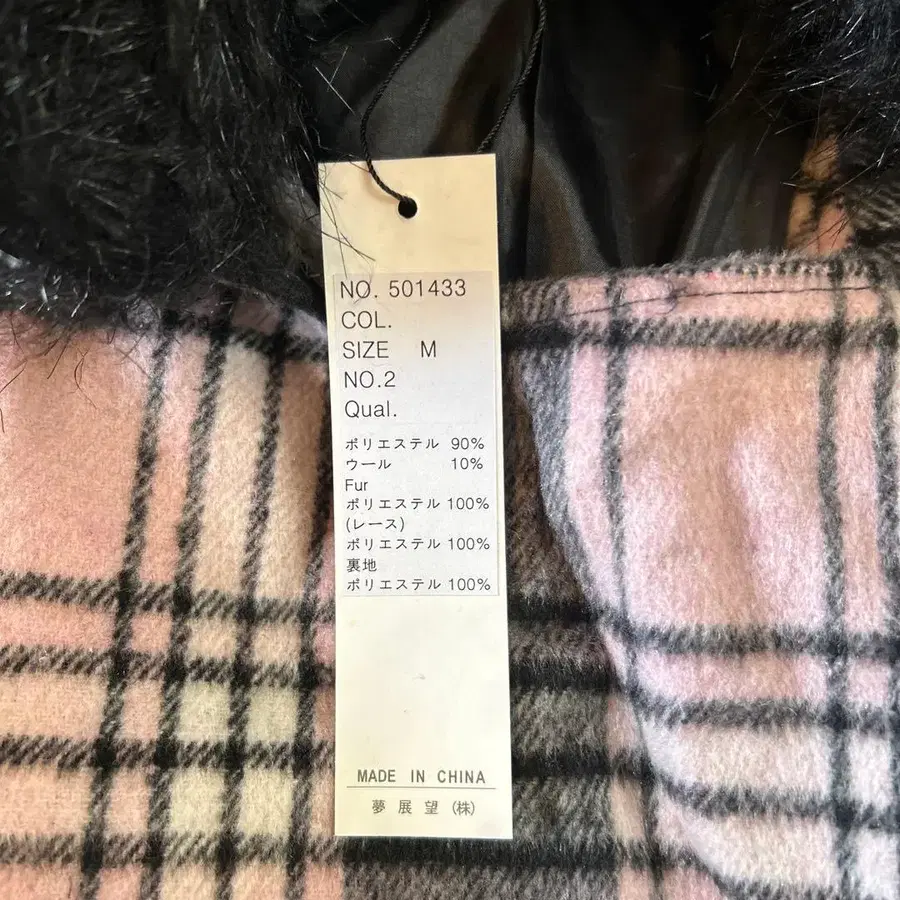 NO. 501433
COL.
SIZE M
NO.2
Qual.
ポリエステル 90%
ウール 10%
Fur
ポリエステル 100%
(レース)
ポリエステル 100%
裏地
ポリエステル 100%
MADE IN CHINA
夢展望(株)